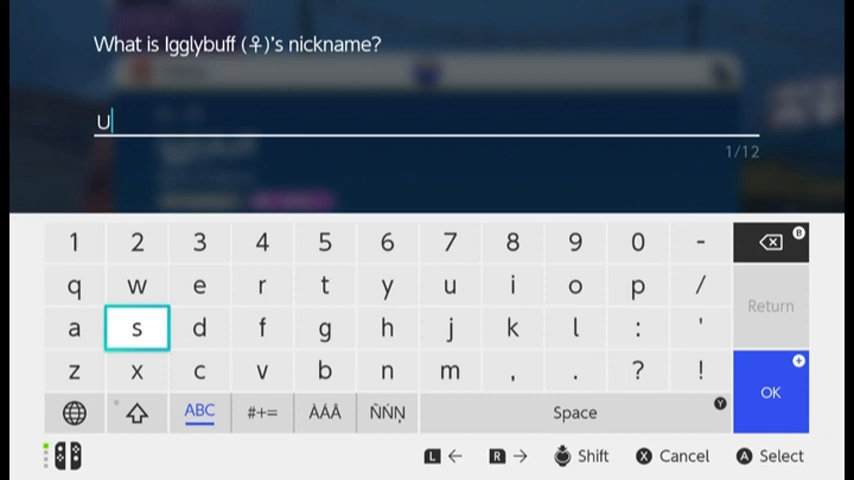 What is Igglybuff (♀)'s nickname?
U
1/12
1 2 3 4 5 6 7 8 9 0 - B
q w e r t y u i o p / Return
a s d f g h j k l : '
z x c v b n m , . ? ! + OK
ABC #+= ÀÁÂ ÑŃŅ Space Y
L ← R → Shift X Cancel A Select